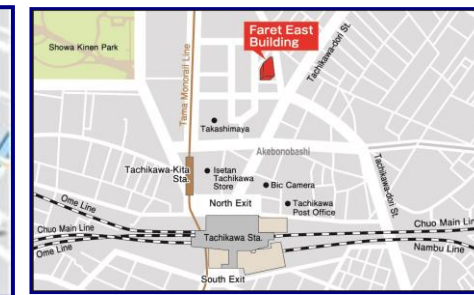 Faret East
Building
Showa Kinen Park
Tachikawa-dori St.
Tama Monorail Line
Takashimaya
Akebonobashi
Tachikawa-Kita
Sta.
Isetan
Tachikawa
Store
Bic Camera
Tachikawa
Post Office
Tachikawa-dori St.
North Exit
Ome Line
Chuo Main Line
Ome Line
Tachikawa Sta.
Chuo Main Line
Nambu Line
South Exit